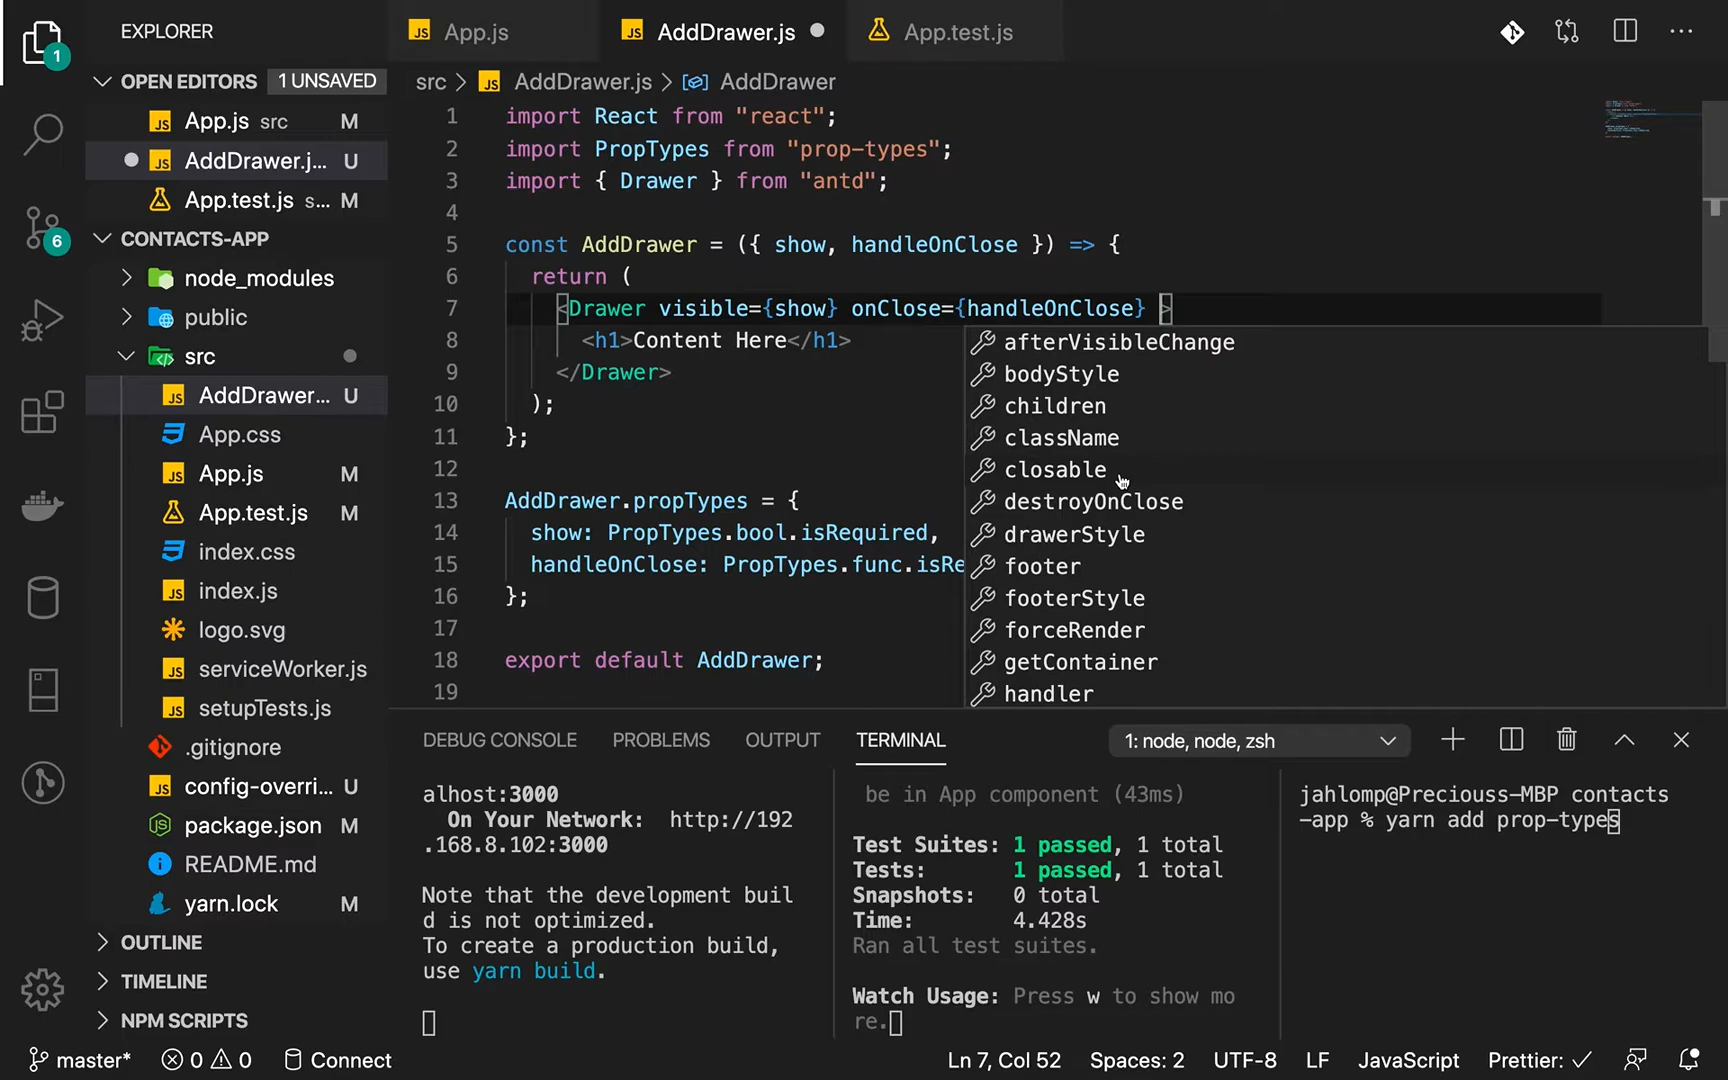 EXPLORER
App.js
AddDrawer.js
App.test.js
OPEN EDITORS
1 UNSAVED
src > AddDrawer.js > AddDrawer
App.js src M
AddDrawer.j... U
App.test.js s... M
CONTACTS-APP
node_modules
public
src
AddDrawer... U
App.css
App.js M
App.test.js M
index.css
index.js
logo.svg
serviceWorker.js
setupTests.js
.gitignore
config-overri... U
package.json M
README.md
yarn.lock M
OUTLINE
TIMELINE
NPM SCRIPTS
1
6
1 import React from "react";
2 import PropTypes from "prop-types";
3 import { Drawer } from "antd";
4
5 const AddDrawer = ({ show, handleOnClose }) => {
6 return (
7 <Drawer visible={show} onClose={handleOnClose} >
8 <h1>Content Here</h1>
9 </Drawer>
10 );
11 };
12
13 AddDrawer.propTypes = {
14 show: PropTypes.bool.isRequired,
15 handleOnClose: PropTypes.func.isRe
16 };
17
18 export default AddDrawer;
19
afterVisibleChange
bodyStyle
children
className
closable
destroyOnClose
drawerStyle
footer
footerStyle
forceRender
getContainer
handler
DEBUG CONSOLE PROBLEMS OUTPUT TERMINAL
1: node, node, zsh
alhost:3000
On Your Network: http://192
.168.8.102:3000
Note that the development buil
d is not optimized.
To create a production build,
use yarn build.
be in App component (43ms)
Test Suites: 1 passed, 1 total
Tests: 1 passed, 1 total
Snapshots: 0 total
Time: 4.428s
Ran all test suites.
Watch Usage: Press w to show mo
re.
jahlomp@Preciouss-MBP contacts
-app % yarn add prop-types
master*
0
0
Connect
Ln 7, Col 52
Spaces: 2
UTF-8
LF
JavaScript
Prettier: ✓